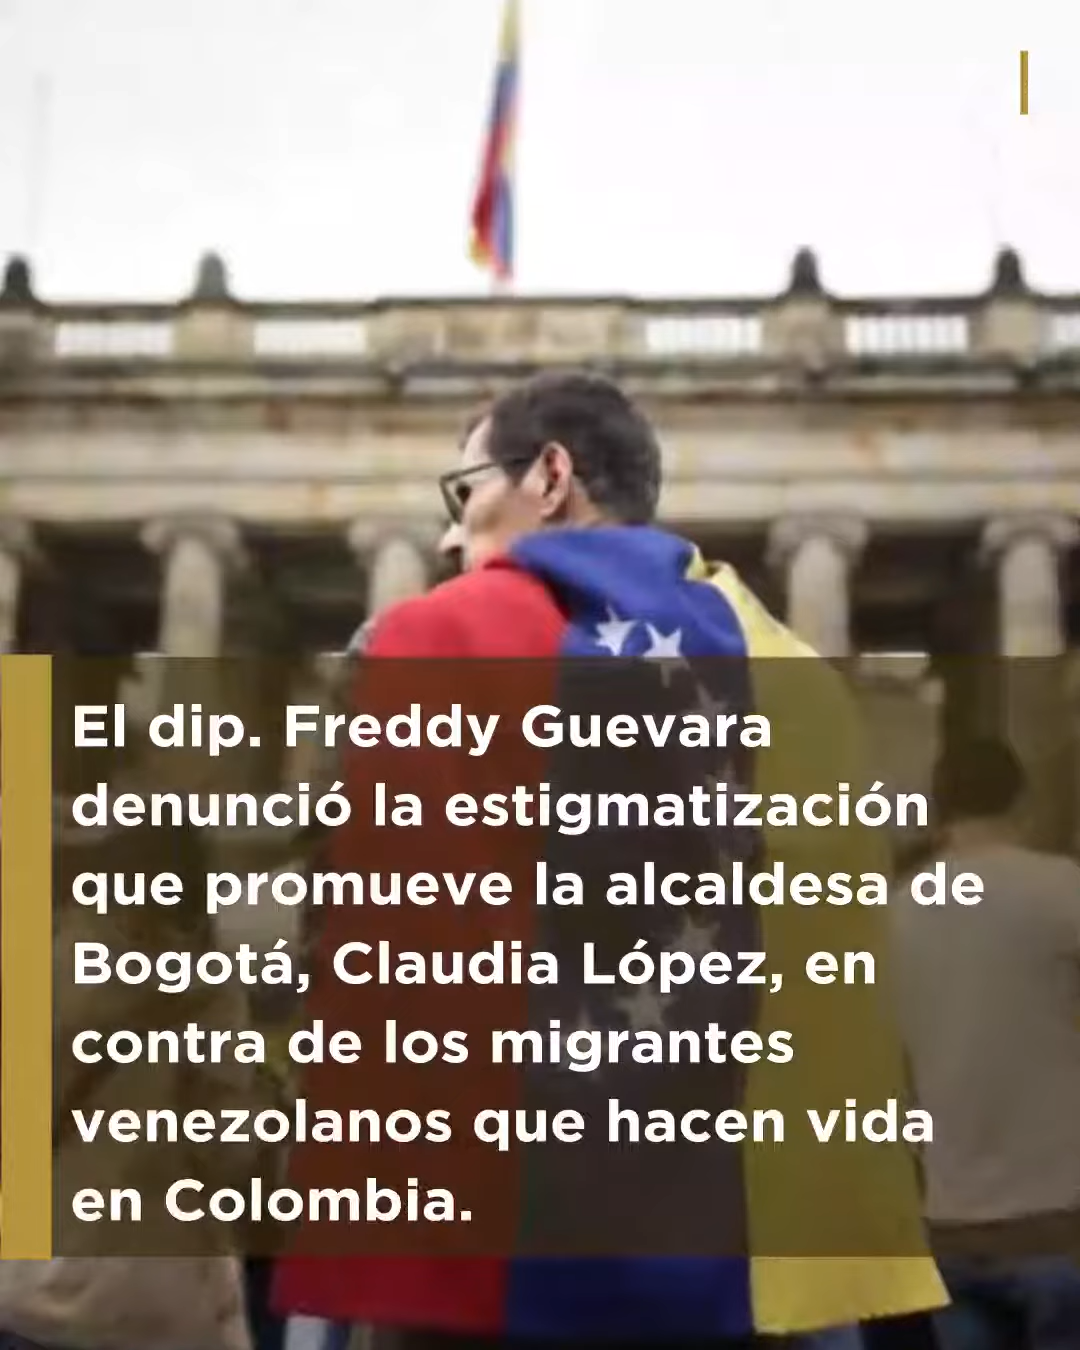 El dip. Freddy Guevara
denunció la estigmatización
que promueve la alcaldesa de
Bogotá, Claudia López, en
contra de los migrantes
venezolanos que hacen vida
en Colombia.